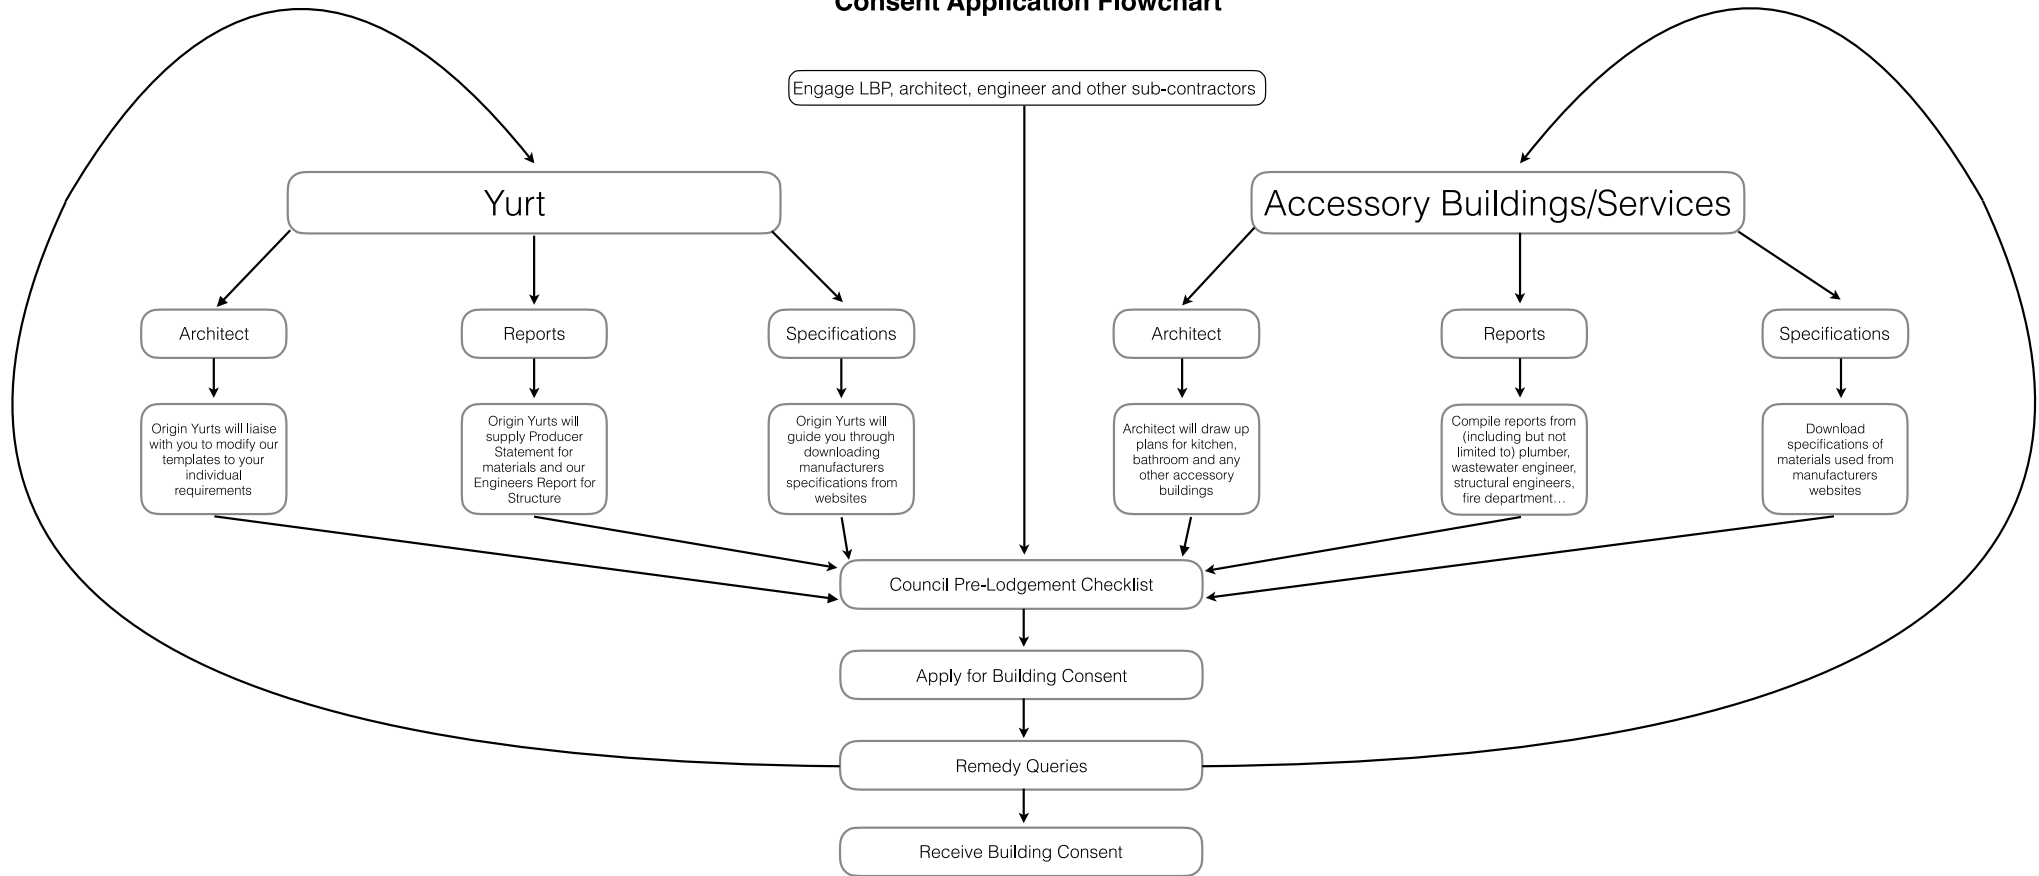 Consent Application Flowchart
Engage LBP, architect, engineer and other sub-contractors
Yurt
Accessory Buildings/Services
Architect
Reports
Specifications
Architect
Reports
Specifications
Origin Yurts will liaise
with you to modify our
templates to your
individual
requirements
Origin Yurts will
supply Producer
Statement for
materials and our
Engineers Report for
Structure
Origin Yurts will
guide you through
downloading
manufacturers
specifications from
websites
Architect will draw up
plans for kitchen,
bathroom and any
other accessory
buildings
Compile reports from
(including but not
limited to) plumber,
wastewater engineer,
structural engineers,
fire department…
Download
specifications of
materials used from
manufacturers
websites
Council Pre-Lodgement Checklist
Apply for Building Consent
Remedy Queries
Receive Building Consent